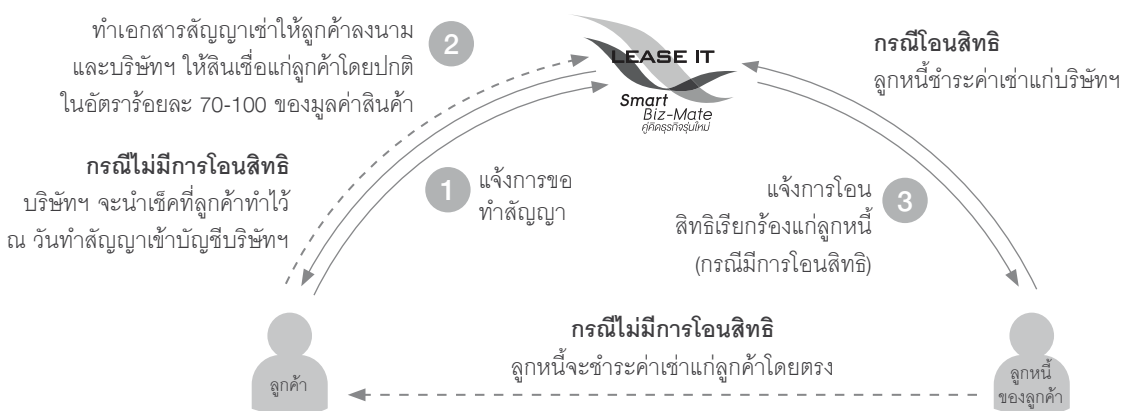 ทำเอกสารสัญญาเช่าให้ลูกค้าลงนาม
และบริษัทฯ ให้สินเชื่อแก่ลูกค้าโดยปกติ
ในอัตราร้อยละ 70-100 ของมูลค่าสินค้า
2
LEASE IT
Smart
Biz-Mate
คู่คิดธุรกิจรุ่นใหม่
กรณีโอนสิทธิ
ลูกหนี้ชำระค่าเช่าแก่บริษัทฯ
กรณีไม่มีการโอนสิทธิ
บริษัทฯ จะนำเช็คที่ลูกค้าทำไว้
ณ วันทำสัญญาเข้าบัญชีบริษัทฯ
1
แจ้งการขอ
ทำสัญญา
แจ้งการโอน
สิทธิเรียกร้องแก่ลูกหนี้
(กรณีมีการโอนสิทธิ)
3
กรณีไม่มีการโอนสิทธิ
ลูกหนี้จะชำระค่าเช่าแก่ลูกค้าโดยตรง
ลูกค้า
ลูกหนี้
ของลูกค้า